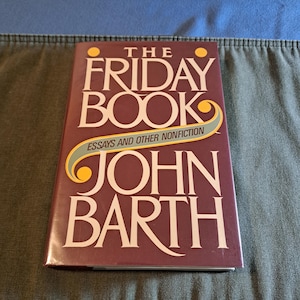 THE
FRIDAY
BOOK
ESSAYS AND OTHER NONFICTION
JOHN
BARTH